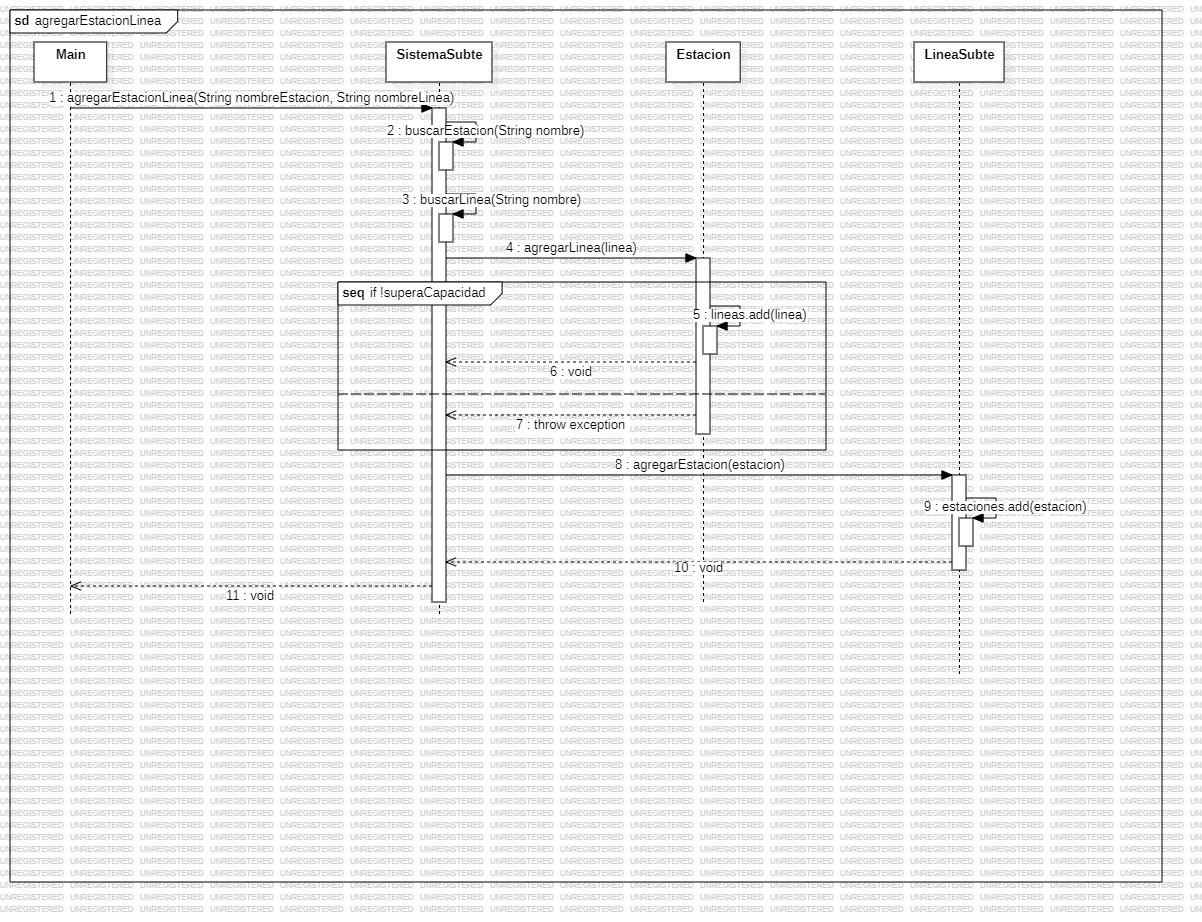 sd agregarEstacionLinea
Main
SistemaSubte
Estacion
LineaSubte
1 : agregarEstacionLinea(String nombreEstacion, String nombreLinea)
2 : buscarEstacion(String nombre)
3 : buscarLinea(String nombre)
4 : agregarLinea(linea)
seq if !superaCapacidad
5 : lineas.add(linea)
6 : void
7 : throw exception
8 : agregarEstacion(estacion)
9 : estaciones.add(estacion)
10 : void
11 : void
UNREGISTERED